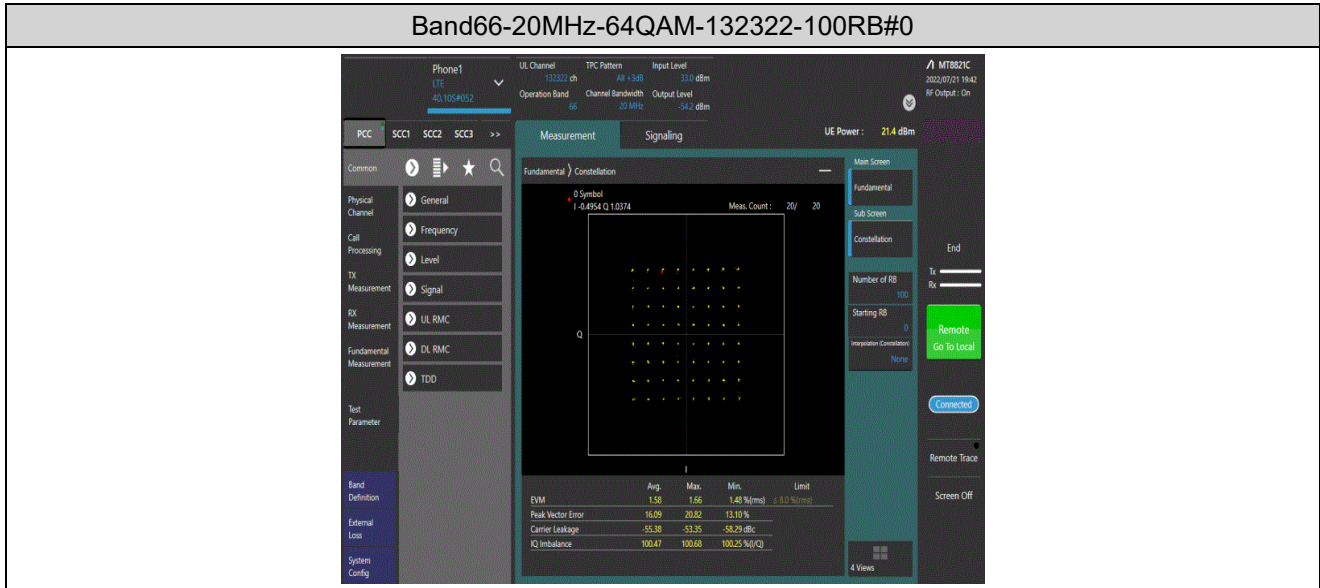 Band66-20MHz-64QAM-132322-100RB#0
Phone1
LTE
40.10S#052
UL Channel TPC Pattern Input Level
132322 ch All +3dB 33.0 dBm
Operation Band Channel Bandwidth Output Level
66 20 MHz -54.2 dBm
MT8821C
2022/07/21 19:42
RF Output : On
PCC SCC1 SCC2 SCC3 >>
Measurement Signaling
UE Power : 21.4 dBm
Common
Physical
Channel
Call
Processing
TX
Measurement
RX
Measurement
Fundamental
Measurement
Test
Parameter
Band
Definition
External
Loss
System
Config
General
Frequency
Level
Signal
UL RMC
DL RMC
TDD
Fundamental 〉 Constellation
0 Symbol
I -0.4954 Q 1.0374 Meas. Count : 20/ 20
Q
I
Avg. Max. Min. Limit
EVM 1.58 1.66 1.48 %(rms) ≤ 8.0 %(rms)
Peak Vector Error 16.09 20.82 13.10 %
Carrier Leakage -55.38 -53.35 -58.29 dBc
IQ Imbalance 100.47 100.68 100.25 %(I/Q)
Main Screen
Fundamental
Sub Screen
Constellation
Number of RB
100
Starting RB
0
Interpolation (Constellation)
None
4 Views
End
Tx
Rx
Remote
Go To Local
Connected
Remote Trace
Screen Off